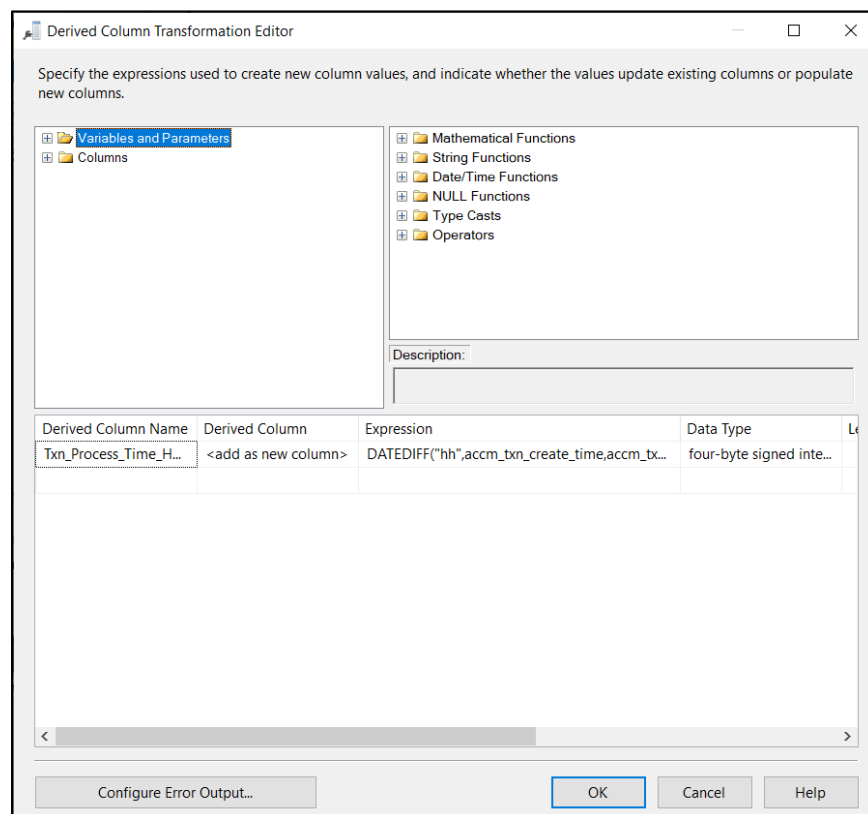 Derived Column Transformation Editor
Specify the expressions used to create new column values, and indicate whether the values update existing columns or populate
new columns.
Variables and Parameters
Columns
Mathematical Functions
String Functions
Date/Time Functions
NULL Functions
Type Casts
Operators
Description:
Derived Column Name Derived Column Expression Data Type Le
Txn_Process_Time_H... <add as new column> DATEDIFF("hh",accm_txn_create_time,accm_tx... four-byte signed inte...
Configure Error Output... OK Cancel Help